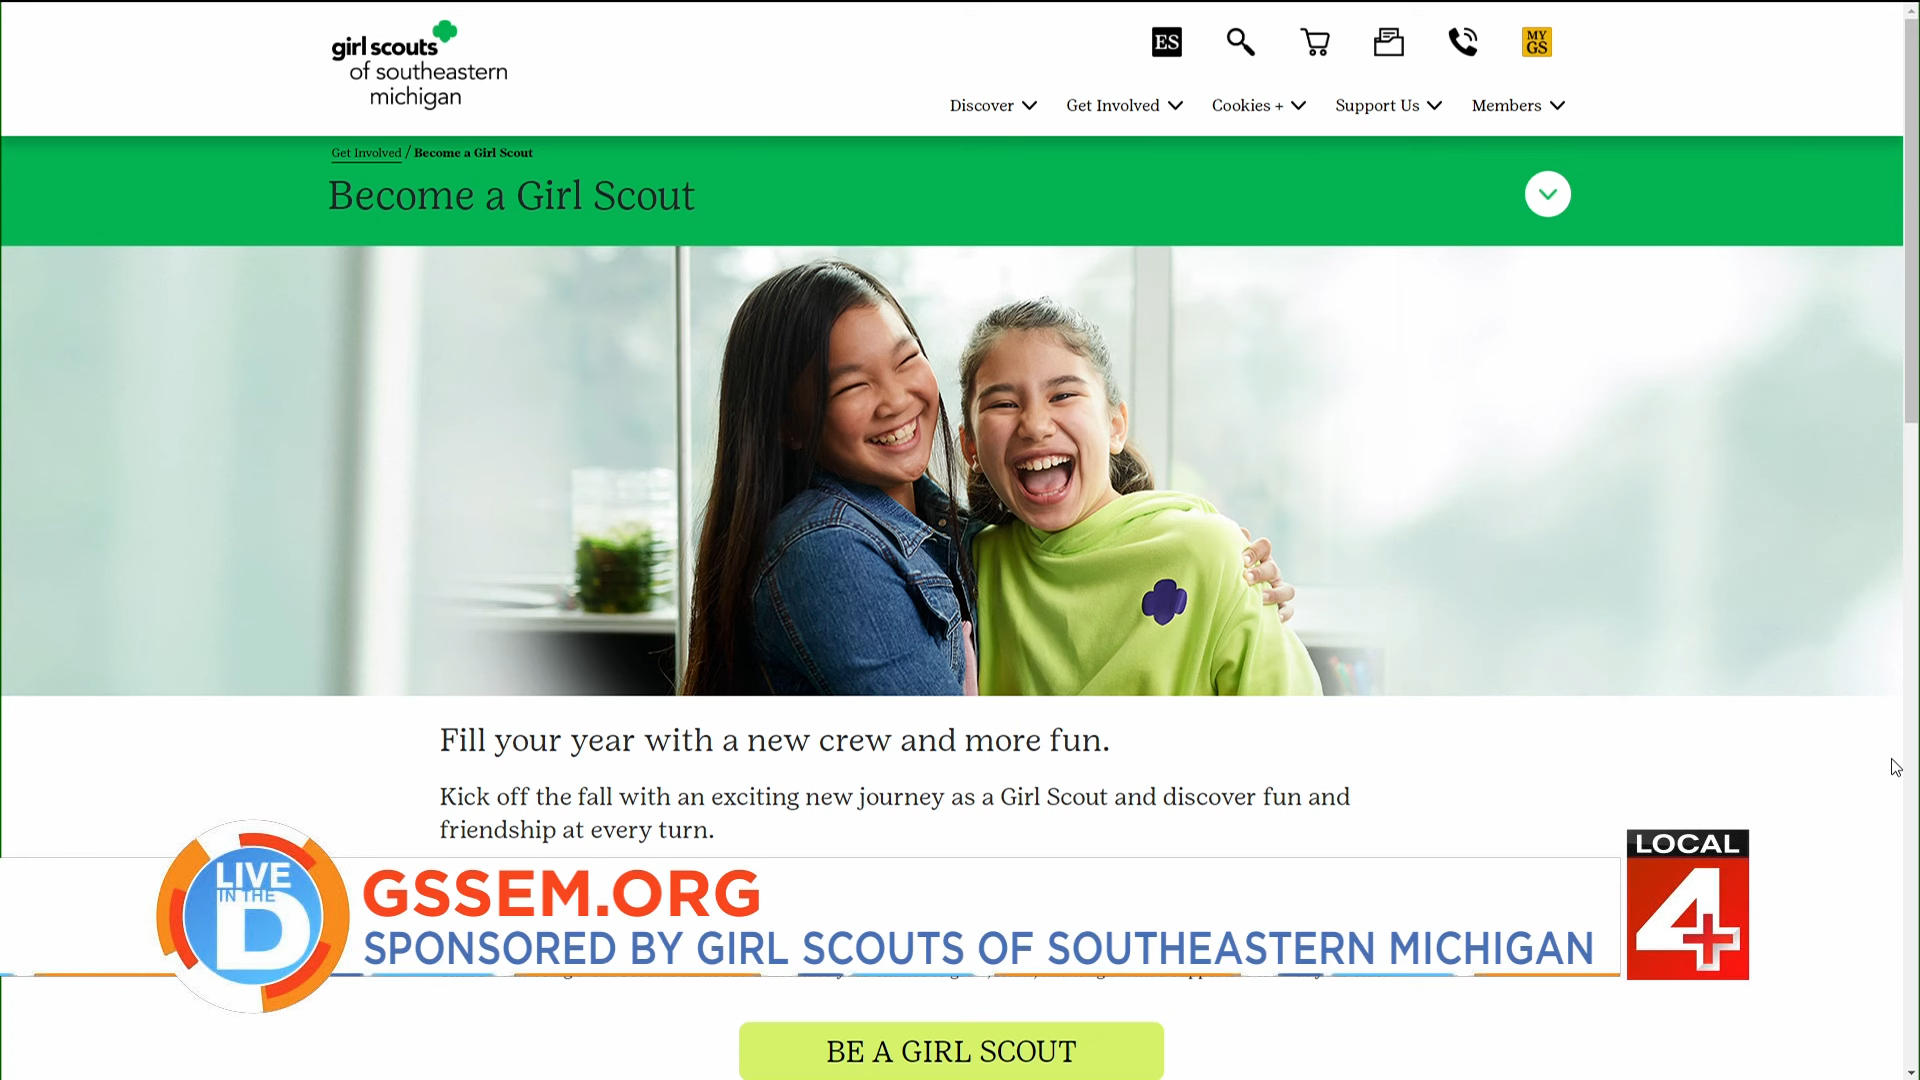 girl scouts
of southeastern
michigan
ES
MY
GS
Discover
Get Involved
Cookies +
Support Us
Members
Get Involved / Become a Girl Scout
Become a Girl Scout
Fill your year with a new crew and more fun.
Kick off the fall with an exciting new journey as a Girl Scout and discover fun and
friendship at every turn.
LIVE
IN THE
D
GSSEM.ORG
SPONSORED BY GIRL SCOUTS OF SOUTHEASTERN MICHIGAN
LOCAL
4+
BE A GIRL SCOUT